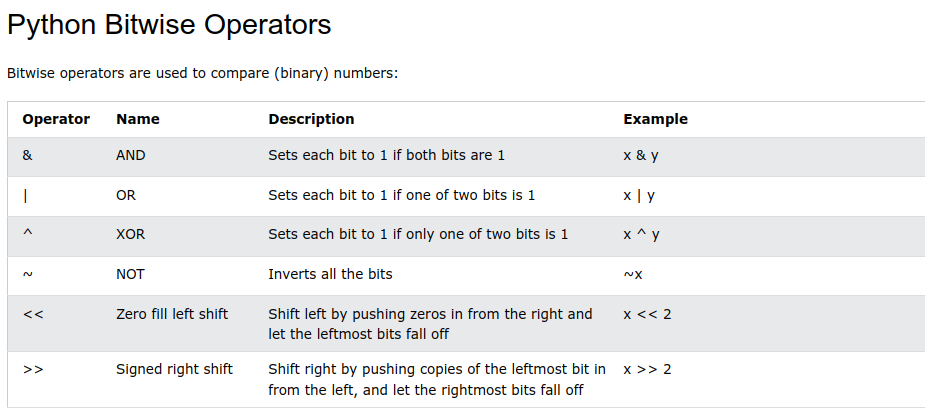 Python Bitwise Operators
Bitwise operators are used to compare (binary) numbers:
Operator Name Description Example
& AND Sets each bit to 1 if both bits are 1 x & y
| OR Sets each bit to 1 if one of two bits is 1 x | y
^ XOR Sets each bit to 1 if only one of two bits is 1 x ^ y
~ NOT Inverts all the bits ~x
<< Zero fill left shift Shift left by pushing zeros in from the right and x << 2
let the leftmost bits fall off
>> Signed right shift Shift right by pushing copies of the leftmost bit in x >> 2
from the left, and let the rightmost bits fall off